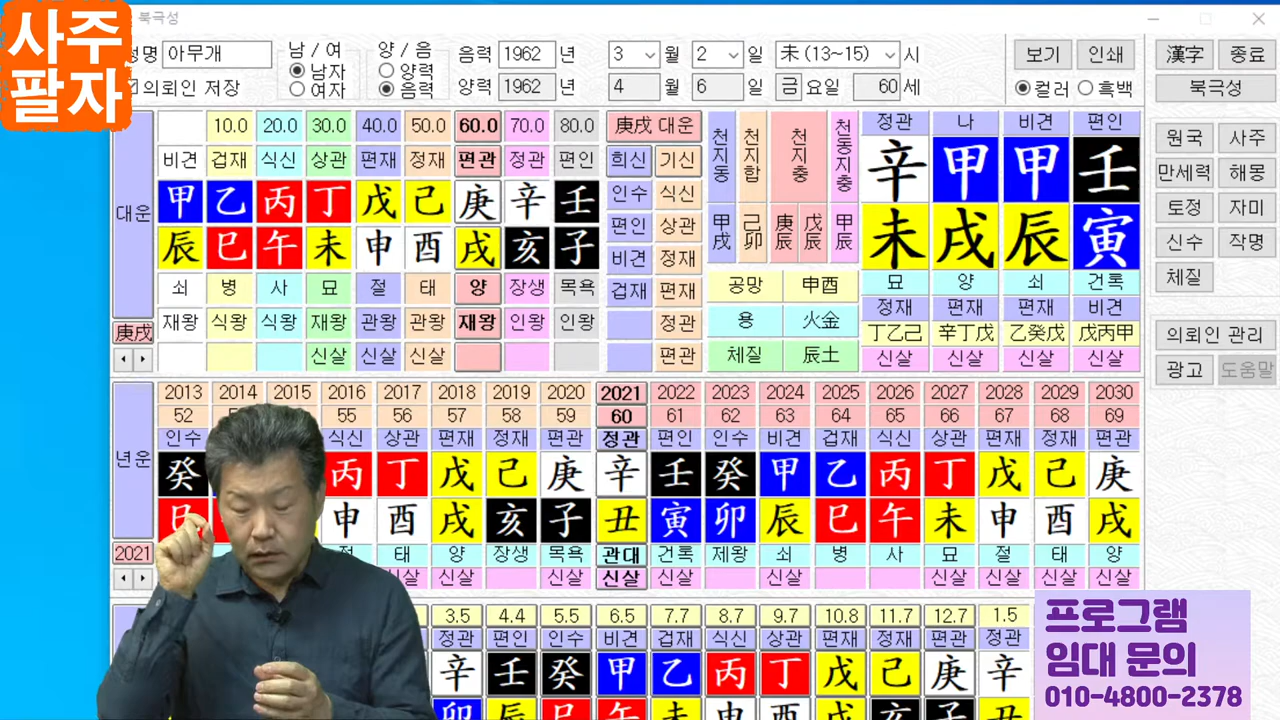 사주
팔자
북극성
성명 아무개 남 / 여 양 / 음 음력 1962 년 3 월 2 일 未 (13~15) 시 보기 인쇄 漢字 종료
의뢰인 저장 남자 여자 양력 음력 양력 1962 년 4 월 6 일 금 요일 60 세 컬러 흑백 북극성
원국 사주
만세력 해몽
토정 자미
신수 작명
체질
의뢰인 관리
광고 도움말
대운
10.0 20.0 30.0 40.0 50.0 60.0 70.0 80.0
비견 겁재 식신 상관 편재 정재 편관 정관 편인
甲 乙 丙 丁 戊 己 庚 辛 壬
辰 巳 午 未 申 酉 戌 亥 子
쇠 병 사 묘 절 태 양 장생 목욕
재왕 식왕 식왕 재왕 관왕 관왕 재왕 인왕 인왕
庚戌
신살 신살 신살
庚戌 대운
희신 기신
인수 식신
편인 상관
비견 정재
겁재 편재
정관
편관
천지동 천지합 천지충 천동지충
甲戌 己卯 庚辰 戊辰 甲辰
공망 申酉
용 火金
체질 辰土
정관 나 비견 편인
辛 甲 甲 壬
未 戌 辰 寅
묘 양 쇠 건록
정재 편재 편재 비견
丁乙己 辛丁戊 乙癸戊 戊丙甲
신살 신살 신살 신살
년운
2013 2014 2015 2016 2017 2018 2019 2020 2021 2022 2023 2024 2025 2026 2027 2028 2029 2030
52 55 56 57 58 59 60 61 62 63 64 65 66 67 68 69
인수 식신 상관 편재 정재 편관 정관 편인 인수 비견 겁재 식신 상관 편재 정재 편관
癸 丙 丁 戊 己 庚 辛 壬 癸 甲 乙 丙 丁 戊 己 庚
巳 申 酉 戌 亥 子 丑 寅 卯 辰 巳 午 未 申 酉 戌
2021
절 태 양 장생 목욕 관대 건록 제왕 쇠 병 사 묘 절 태 양
신살 신살 신살 신살 신살 신살 신살 신살 신살 신살
3.5 4.4 5.5 6.5 7.7 8.7 9.7 10.8 11.7 12.7 1.5
정관 편인 인수 비견 겁재 식신 상관 편재 정재 편관 정관
辛 壬 癸 甲 乙 丙 丁 戊 己 庚 辛
卯 辰 巳 午 未 申 酉 戌 亥 子 丑
프로그램
임대 문의
010-4800-2378